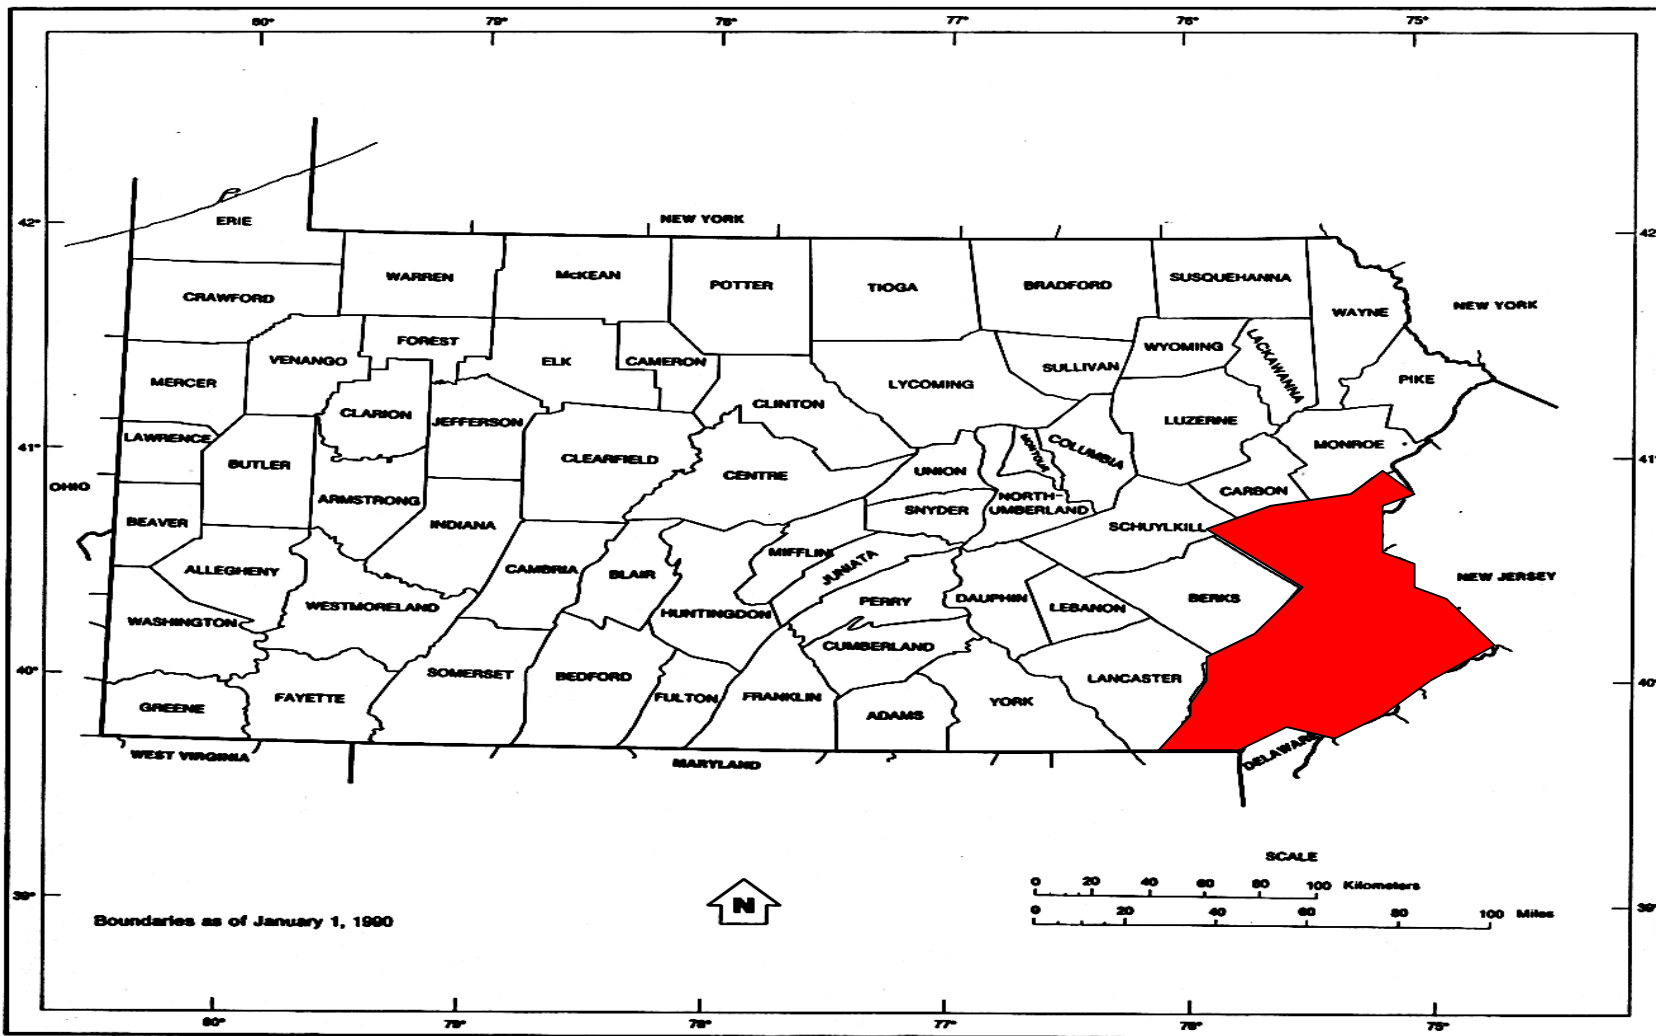 80° 79° 78° 77° 76° 75°
42° NEW YORK 42
ERIE
WARREN McKEAN POTTER TIOGA BRADFORD SUSQUEHANNA
CRAWFORD WAYNE NEW YORK
FOREST
VENANGO ELK CAMERON SULLIVAN WYOMING LACKAWANNA
MERCER LYCOMING PIKE
CLARION JEFFERSON CLINTON LUZERNE
LAWRENCE MONTOUR COLUMBIA MONROE
41° BUTLER CLEARFIELD CENTRE UNION 41°
OHIO ARMSTRONG NORTH- CARBON
BEAVER INDIANA SNYDER UMBERLAND SCHUYLKILL
ALLEGHENY CAMBRIA BLAIR MIFFLIN JUNIATA NEW JERSEY
WESTMORELAND HUNTINGDON PERRY DAUPHIN LEBANON BERKS
WASHINGTON CUMBERLAND
40° SOMERSET BEDFORD LANCASTER 40°
GREENE FAYETTE FULTON FRANKLIN ADAMS YORK
WEST VIRGINIA MARYLAND DELAWARE
SCALE
0 20 40 60 80 100 Kilometers
39° 39°
Boundaries as of January 1, 1990 N 0 20 40 60 80 100 Miles
80° 79° 78° 77° 76° 75°